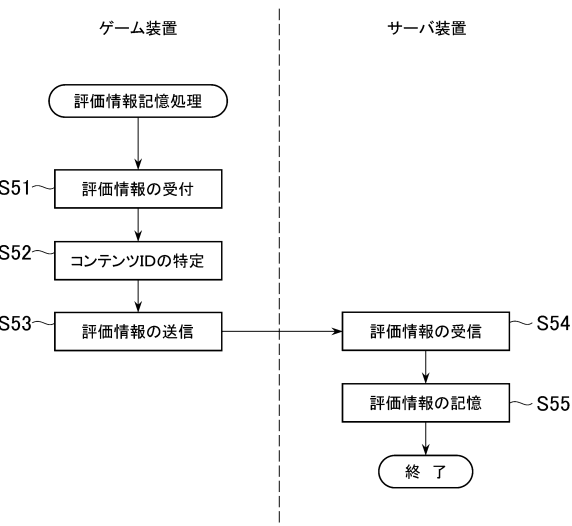 ゲーム装置
サーバ装置
評価情報記憶処理
S51
評価情報の受付
S52
コンテンツIDの特定
S53
評価情報の送信
評価情報の受信
S54
評価情報の記憶
S55
終 了